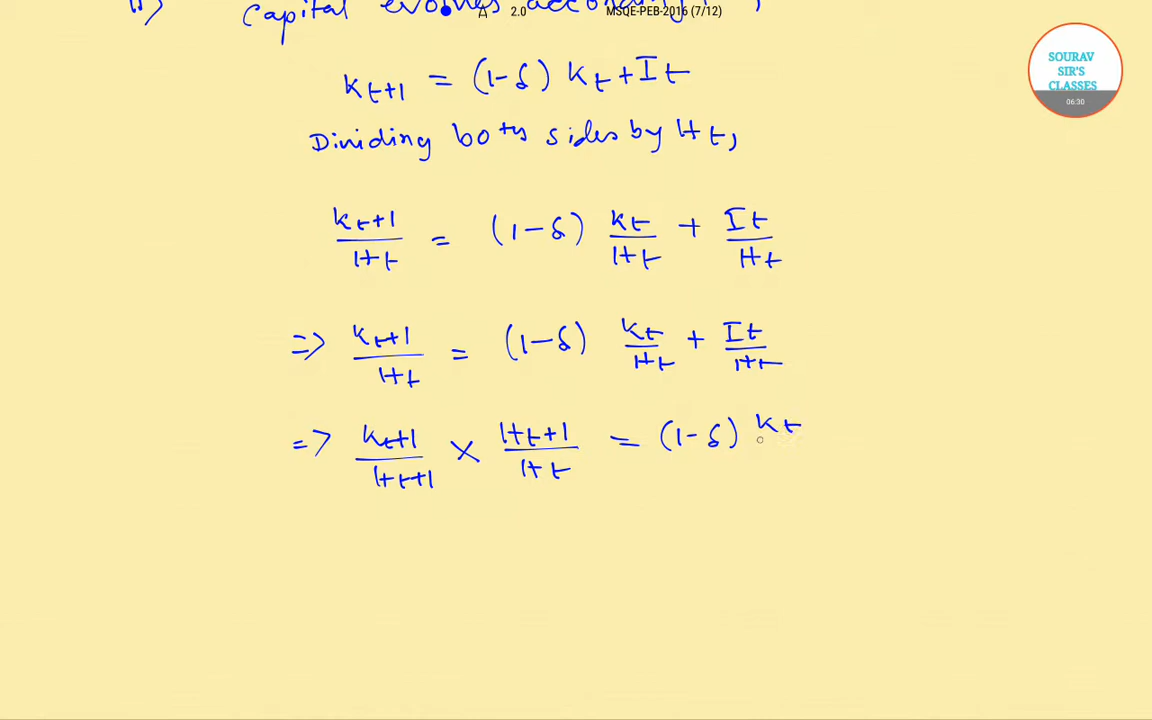 ii) Capital evolves according
A 2.0 MSQE-PEB-2016 (7/12)
SOURAV
SIR'S
CLASSES
06:30
K_{t+1} = (1-δ) K_t + I_t
Dividing both sides by H_t,
K_{t+1}/H_t = (1-δ) K_t/H_t + I_t/H_t
=> K_{t+1}/H_t = (1-δ) K_t/H_t + I_t/H_t
=> K_{t+1}/H_{t+1} × H_{t+1}/H_t = (1-δ) K_t